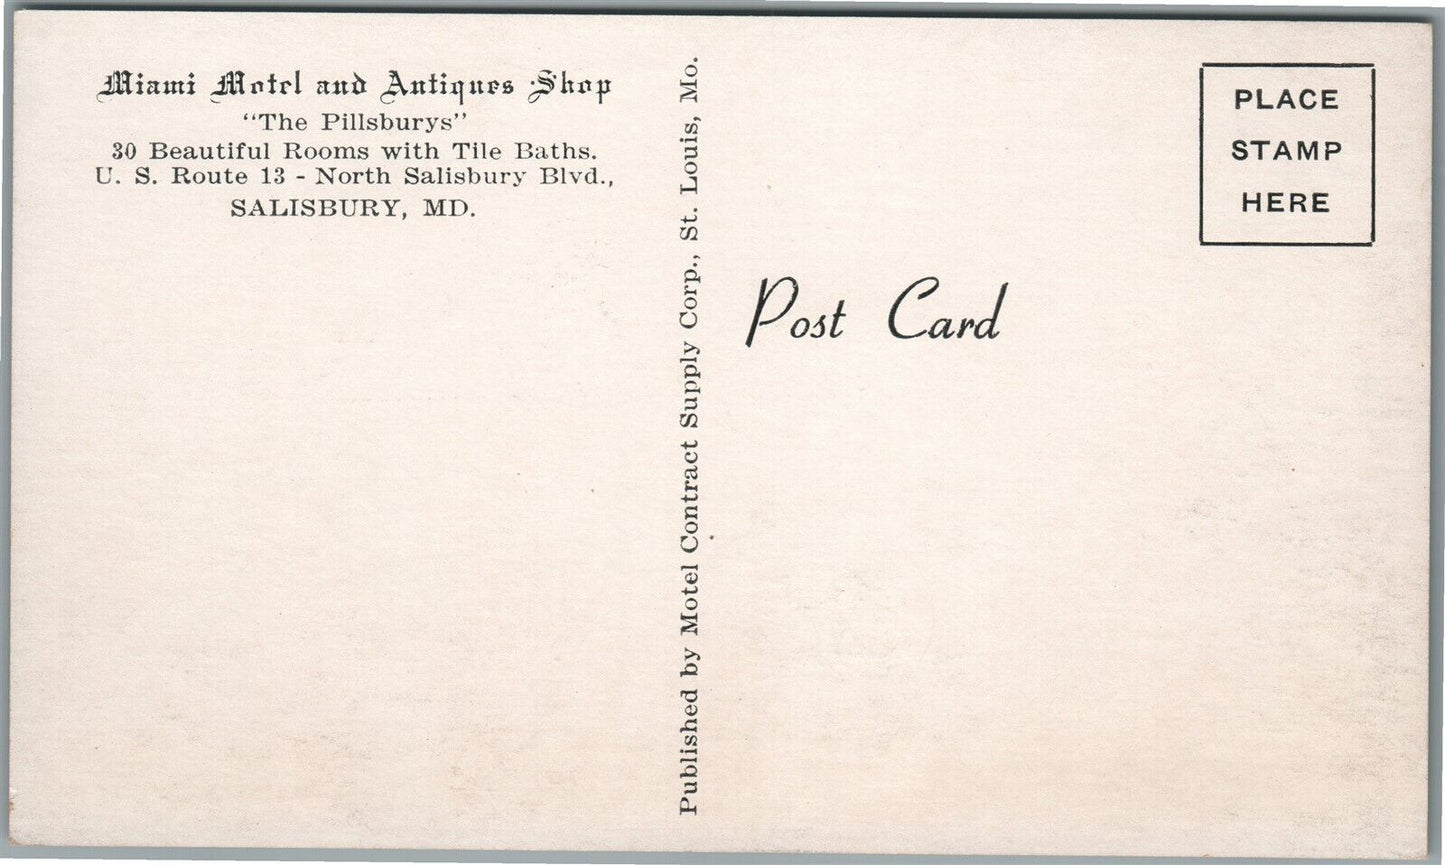 Miami Motel and Antiques Shop
"The Pillsburys"
30 Beautiful Rooms with Tile Baths.
U. S. Route 13 - North Salisbury Blvd.,
SALISBURY, MD.
Published by Motel Contract Supply Corp., St. Louis, Mo.
PLACE
STAMP
HERE
Post Card